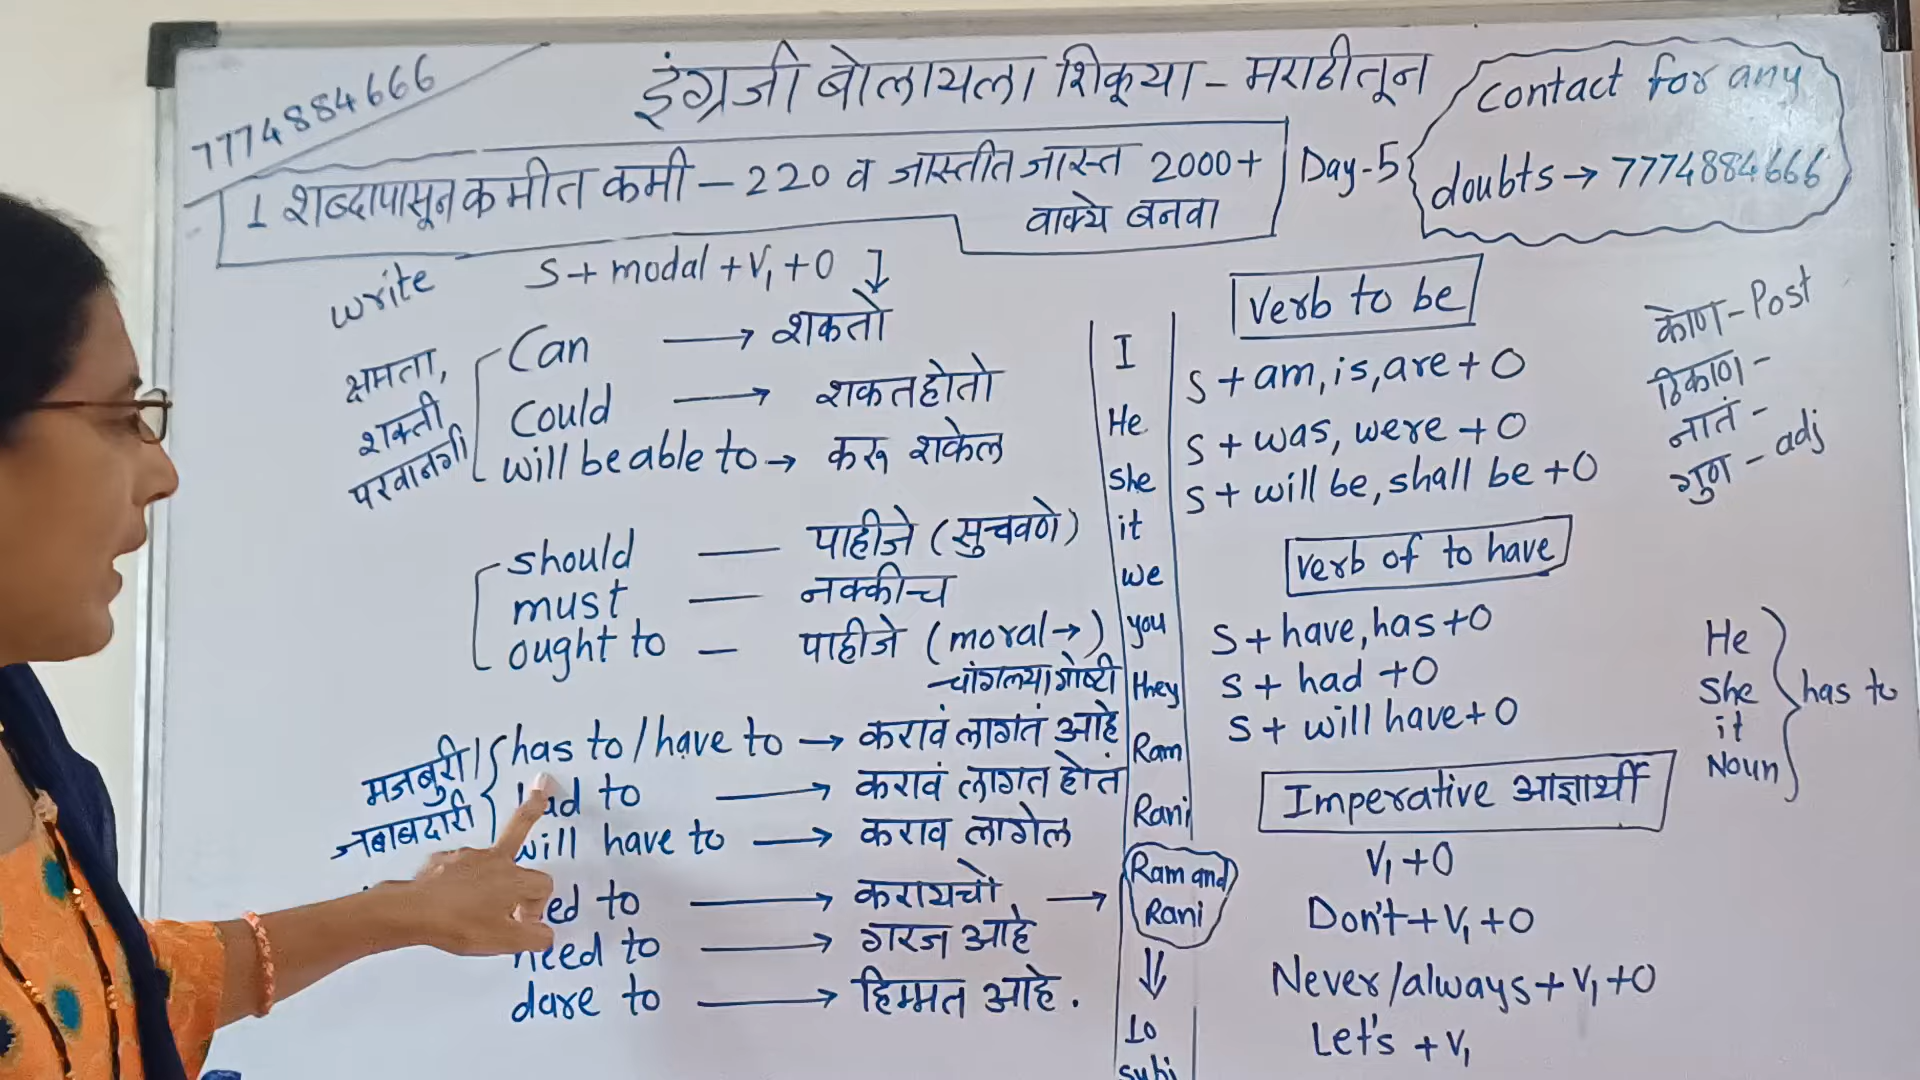 7774884666
इंग्रजी बोलायला शिकूया - मराठीतून
contact for any
doubts → 7774884666
1 शब्दापासून कमीत कमी - 220 व जास्तीत जास्त 2000+
वाक्ये बनवा
Day-5
write
S + modal + V₁ + O ↓
क्षमता,
शक्ती
परवानगी
Can → शकतो
Could → शकत होतो
will be able to → करू शकेल
should — पाहीजे (सुचवणे)
must — नक्कीच
ought to — पाहीजे (moral →)
चांगल्या गोष्टी
मजबुरी/
जबाबदारी
has to / have to → करावं लागतं आहे
had to → करावं लागत होतं
will have to → कराव लागेल
ed to → करायचो →
need to → गरज आहे
dare to → हिम्मत आहे.
I
He
she
it
we
you
they
Ram
Rani
Ram and
Rani
⇓
10
subj
Verb to be
S + am, is, are + O
S + was, were + O
S + will be, shall be + O
Verb of to have
S + have, has + O
S + had + O
S + will have + O
Imperative आज्ञार्थी
V₁ + O
Don't + V₁ + O
Never/always + V₁ + O
Let's + V₁
कोण - Post
ठिकाण -
नातं -
गुण - adj
He
She
it
Noun
has to